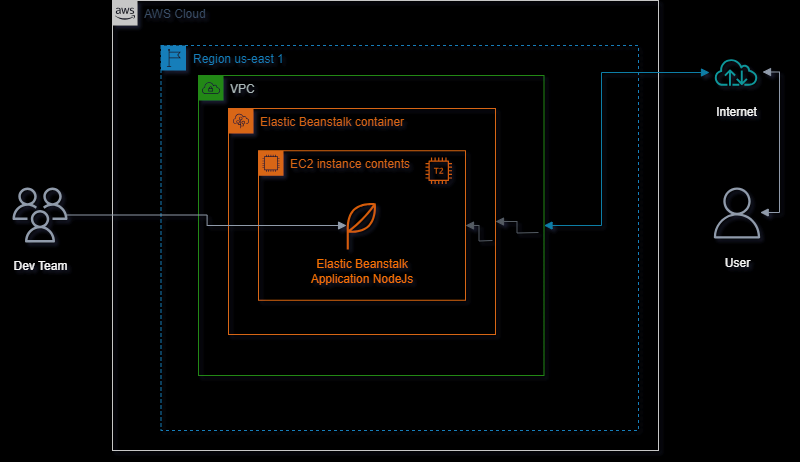 aws
AWS Cloud
Region us-east 1
VPC
Elastic Beanstalk container
EC2 instance contents
T2
Internet
Dev Team
Elastic Beanstalk
Application NodeJs
User